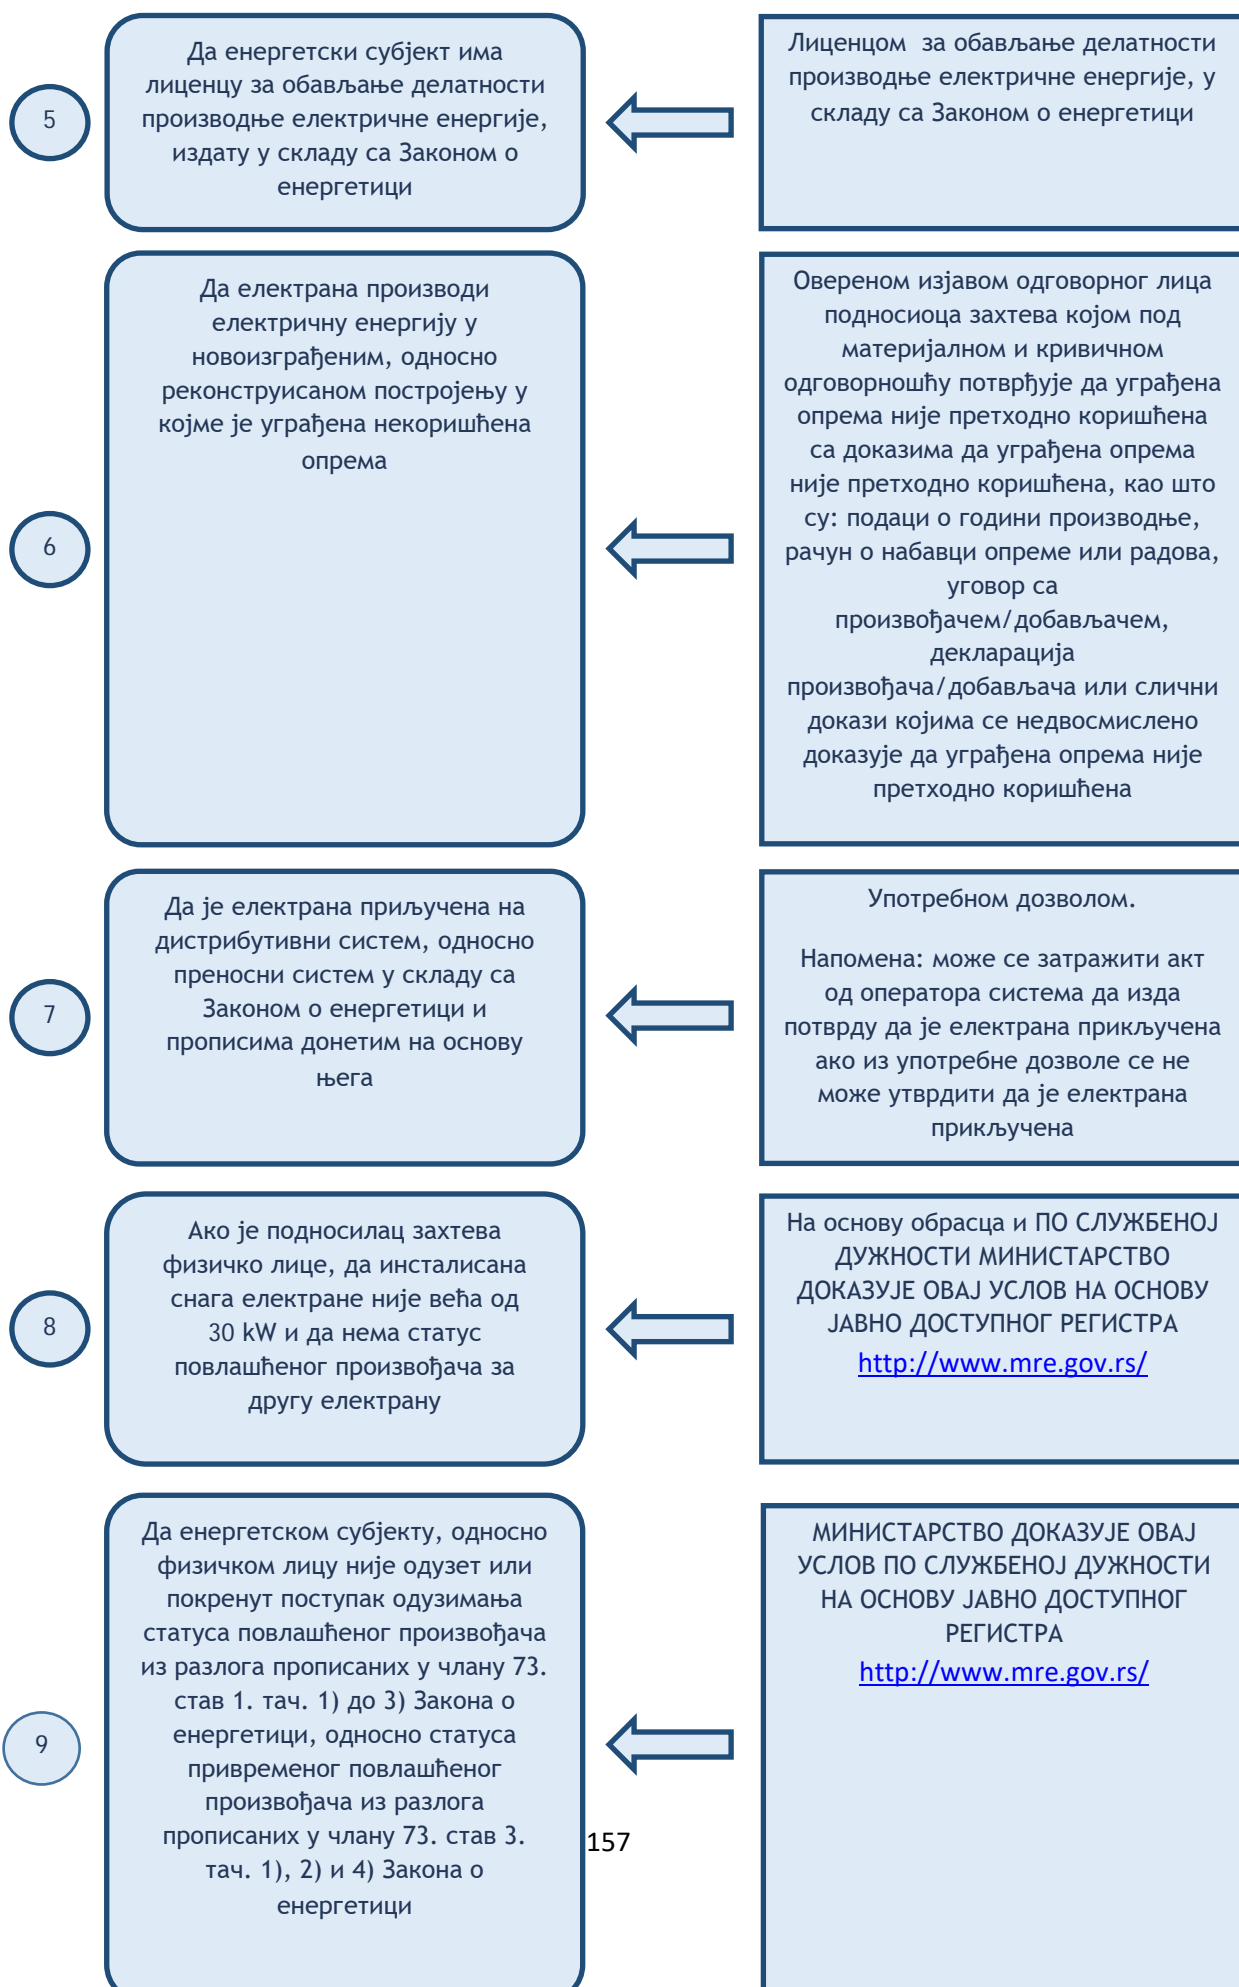 5
Да енергетски субјект има
лиценцу за обављање делатности
производње електричне енергије,
издату у складу са Законом о
енергетици
Лиценцом за обављање делатности
производње електричне енергије, у
складу са Законом о енергетици
6
Да електрана производи
електричну енергију у
новоизграђеним, односно
реконструисаном постројењу у
којме је уграђена некоришћена
опрема
Овереном изјавом одговорног лица
подносиоца захтева којом под
материјалном и кривичном
одговорношћу потврђује да уграђена
опрема није претходно коришћена
са доказима да уграђена опрема
није претходно коришћена, као што
су: подаци о години производње,
рачун о набавци опреме или радова,
уговор са
произвођачем/добављачем,
декларација
произвођача/добављача или слични
докази којима се недвосмислено
доказује да уграђена опрема није
претходно коришћена
7
Да је електрана приључена на
дистрибутивни систем, односно
преносни систем у складу са
Законом о енергетици и
прописима донетим на основу
њега
Употребном дозволом.
Напомена: може се затражити акт
од оператора система да изда
потврду да је електрана прикључена
ако из употребне дозволе се не
може утврдити да је електрана
прикључена
8
Ако је подносилац захтева
физичко лице, да инсталисана
снага електране није већа од
30 kW и да нема статус
повлашћеног произвођача за
другу електрану
На основу обрасца и ПО СЛУЖБЕНОЈ
ДУЖНОСТИ МИНИСТАРСТВО
ДОКАЗУЈЕ ОВАЈ УСЛОВ НА ОСНОВУ
ЈАВНО ДОСТУПНОГ РЕГИСТРА
http://www.mre.gov.rs/
9
Да енергетском субјекту, односно
физичком лицу није одузет или
покренут поступак одузимања
статуса повлашћеног произвођача
из разлога прописаних у члану 73.
став 1. тач. 1) до 3) Закона о
енергетици, односно статуса
привременог повлашћеног
произвођача из разлога
прописаних у члану 73. став 3.
тач. 1), 2) и 4) Закона о
енергетици
МИНИСТАРСТВО ДОКАЗУЈЕ ОВАЈ
УСЛОВ ПО СЛУЖБЕНОЈ ДУЖНОСТИ
НА ОСНОВУ ЈАВНО ДОСТУПНОГ
РЕГИСТРА
http://www.mre.gov.rs/
157